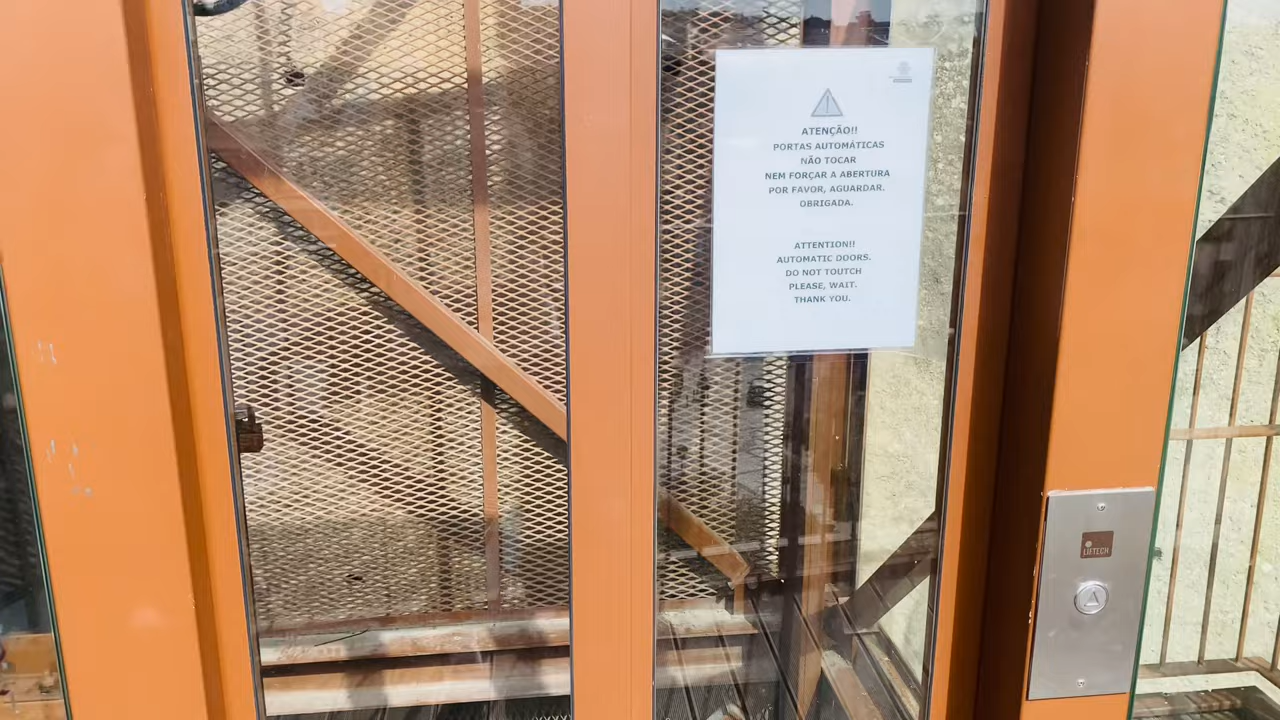 ATENÇÃO!!
PORTAS AUTOMÁTICAS
NÃO TOCAR
NEM FORÇAR A ABERTURA
POR FAVOR, AGUARDAR.
OBRIGADA.
ATTENTION!!
AUTOMATIC DOORS.
DO NOT TOUTCH
PLEASE, WAIT.
THANK YOU.
LIFTECH